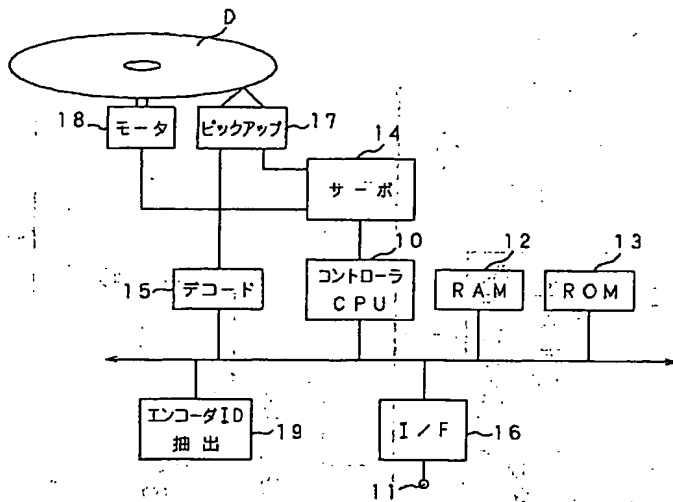 D
18 モータ
ピックアップ 17
14
サーボ
10
コントローラ
CPU
12
RAM
13
ROM
15 デコード
エンコーダID
抽出
19
I/F
16
11